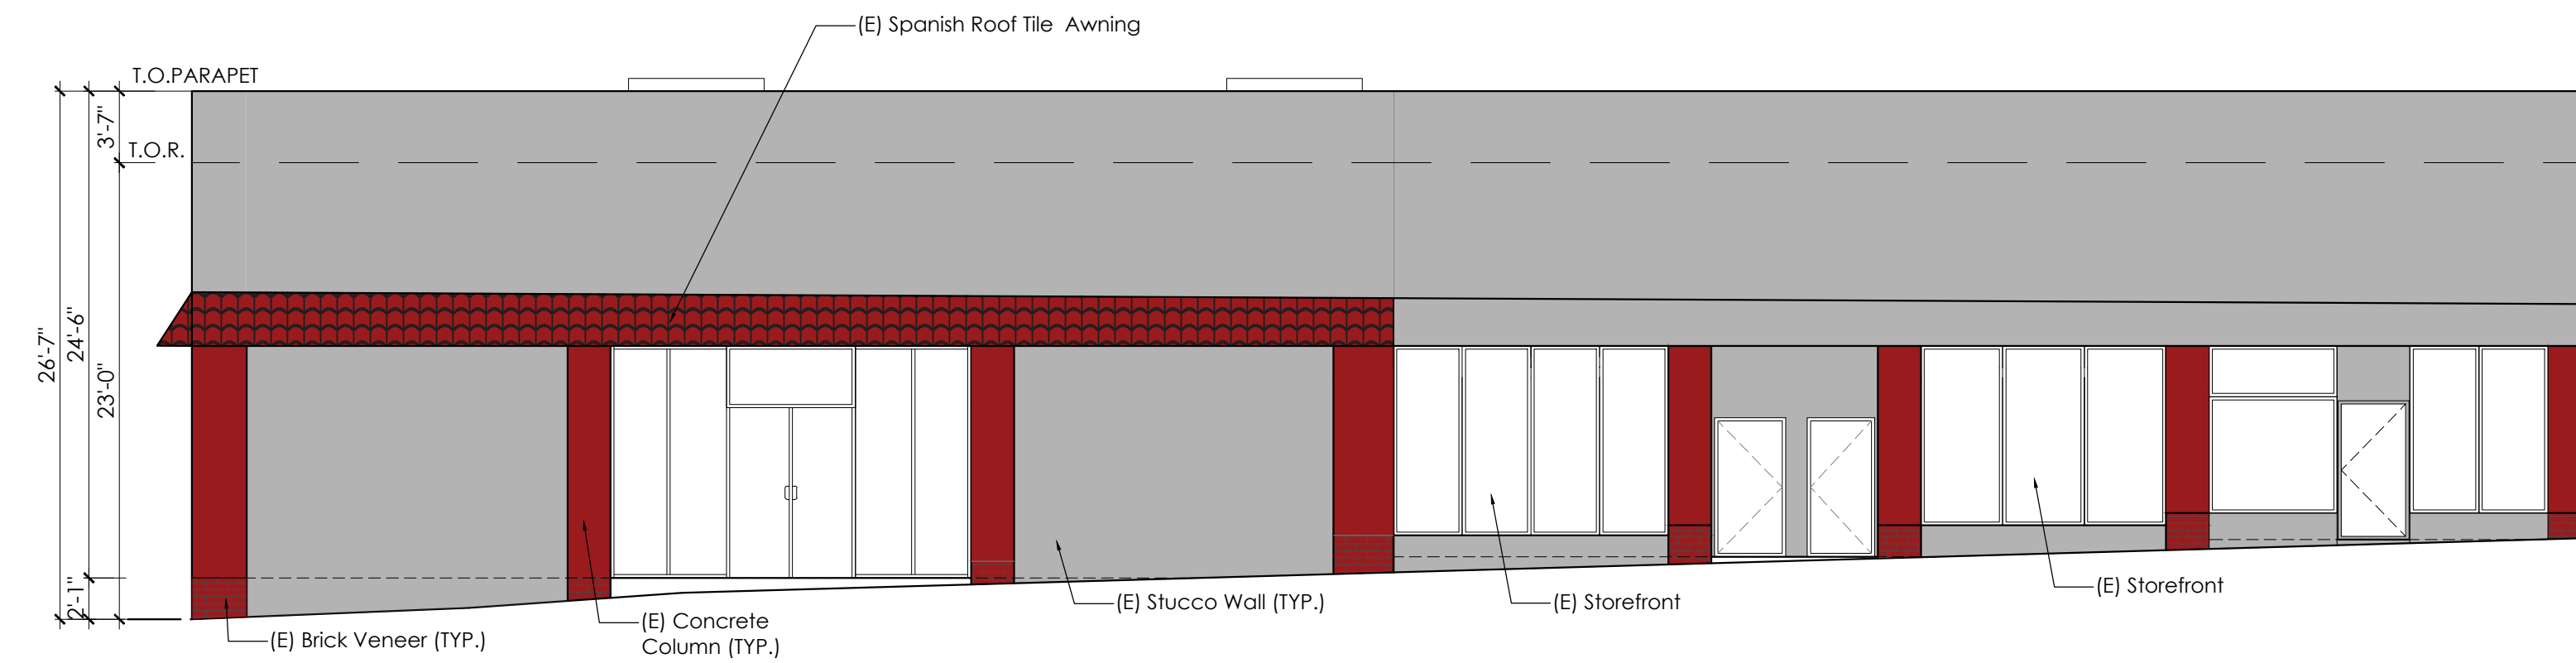 (E) Spanish Roof Tile Awning
T.O.PARAPET
3'-7"
T.O.R.
26'-7"
24'-6"
23'-0"
2'-1"
(E) Brick Veneer (TYP.)
(E) Concrete
Column (TYP.)
(E) Stucco Wall (TYP.)
(E) Storefront
(E) Storefront